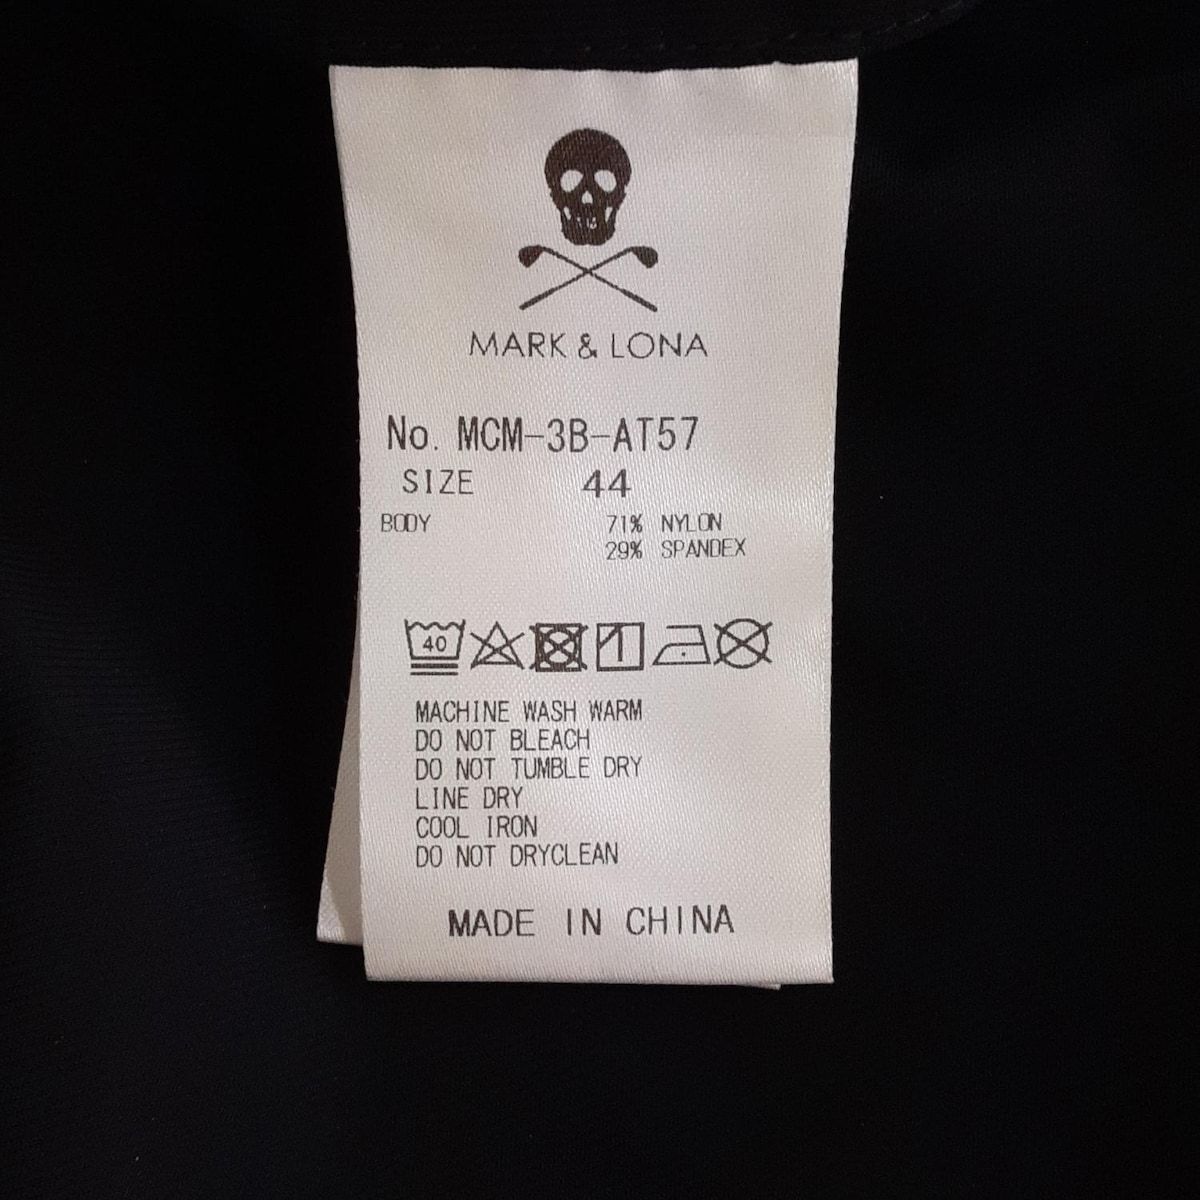 MARK & LONA
No. MCM-3B-AT57
SIZE 44
BODY 71% NYLON
29% SPANDEX
40
MACHINE WASH WARM
DO NOT BLEACH
DO NOT TUMBLE DRY
LINE DRY
COOL IRON
DO NOT DRYCLEAN
MADE IN CHINA